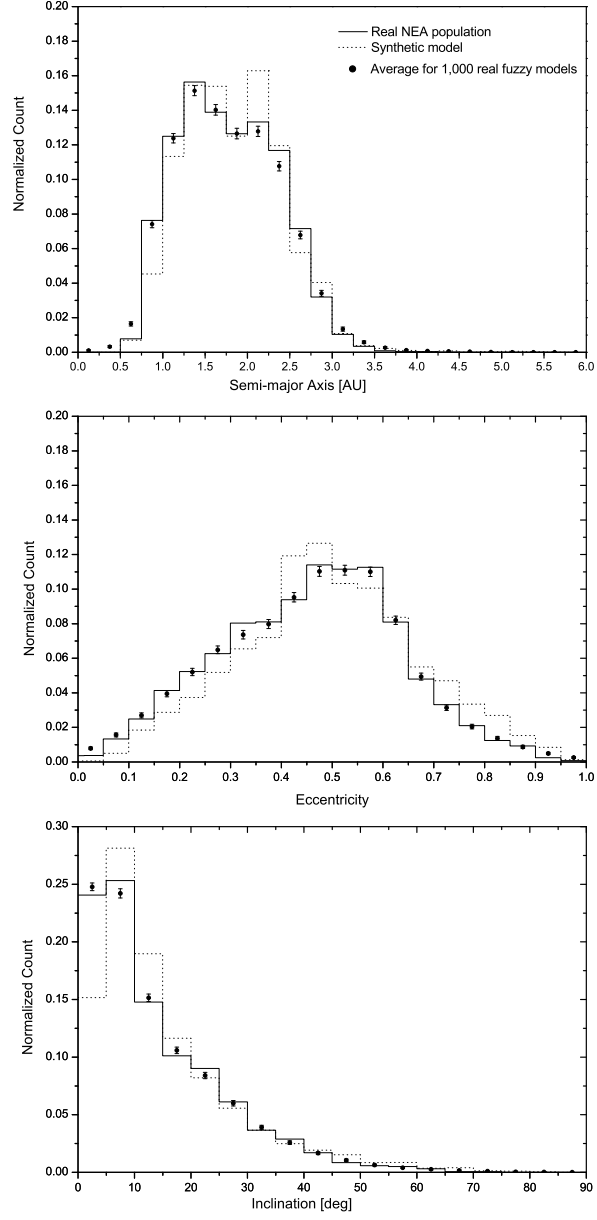 0.20
0.18
0.16
0.14
0.12
0.10
0.08
0.06
0.04
0.02
0.00
Normalized Count
Real NEA population
Synthetic model
Average for 1,000 real fuzzy models
0.0 0.5 1.0 1.5 2.0 2.5 3.0 3.5 4.0 4.5 5.0 5.5 6.0
Semi-major Axis [AU]
0.20
0.18
0.16
0.14
0.12
0.10
0.08
0.06
0.04
0.02
0.00
Normalized Count
0.0 0.1 0.2 0.3 0.4 0.5 0.6 0.7 0.8 0.9 1.0
Eccentricity
0.30
0.25
0.20
0.15
0.10
0.05
0.00
Normalized Count
0 10 20 30 40 50 60 70 80 90
Inclination [deg]